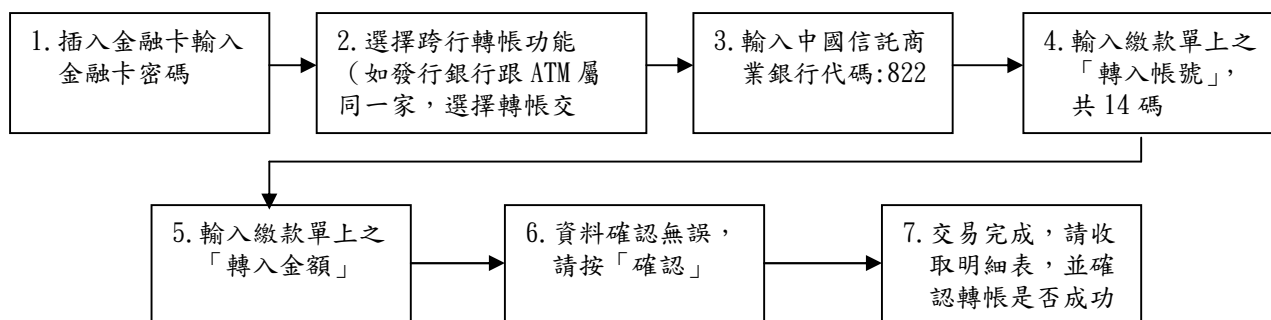 1.插入金融卡輸入
金融卡密碼
2.選擇跨行轉帳功能
（如發行銀行跟 ATM 屬
同一家，選擇轉帳交
3.輸入中國信託商
業銀行代碼:822
4.輸入繳款單上之
「轉入帳號」，
共 14 碼
5.輸入繳款單上之
「轉入金額」
6.資料確認無誤，
請按「確認」
7.交易完成，請收
取明細表，並確
認轉帳是否成功